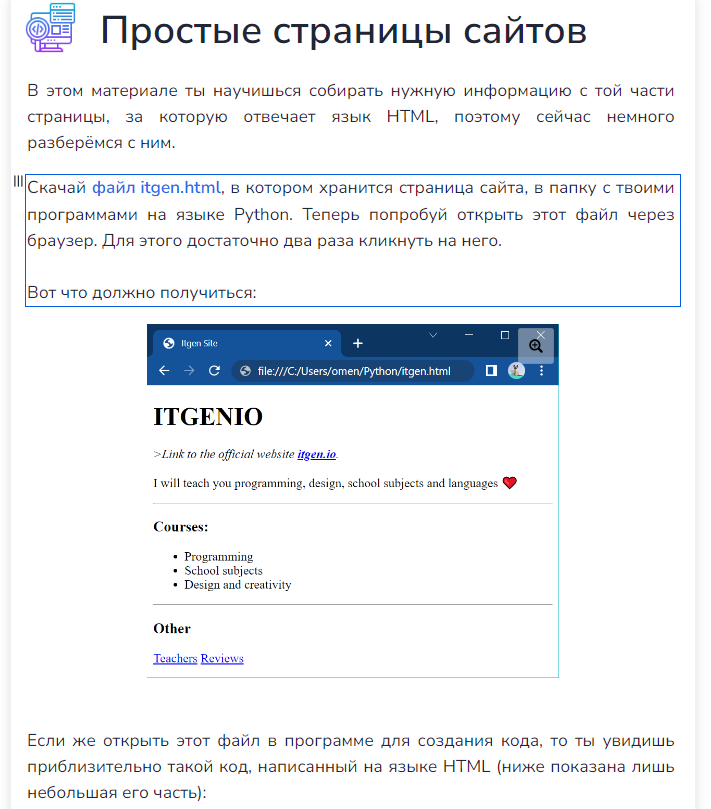 Простые страницы сайтов
В этом материале ты научишься собирать нужную информацию с той части
страницы, за которую отвечает язык HTML, поэтому сейчас немного
разберёмся с ним.
Скачай файл itgen.html, в котором хранится страница сайта, в папку с твоими
программами на языке Python. Теперь попробуй открыть этот файл через
браузер. Для этого достаточно два раза кликнуть на него.
Вот что должно получиться:
Itgen Site
file:///C:/Users/omen/Python/itgen.html
ITGENIO
>Link to the official website itgen.io.
I will teach you programming, design, school subjects and languages ❤
Courses:
• Programming
• School subjects
• Design and creativity
Other
Teachers Reviews
Если же открыть этот файл в программе для создания кода, то ты увидишь
приблизительно такой код, написанный на языке HTML (ниже показана лишь
небольшая его часть):